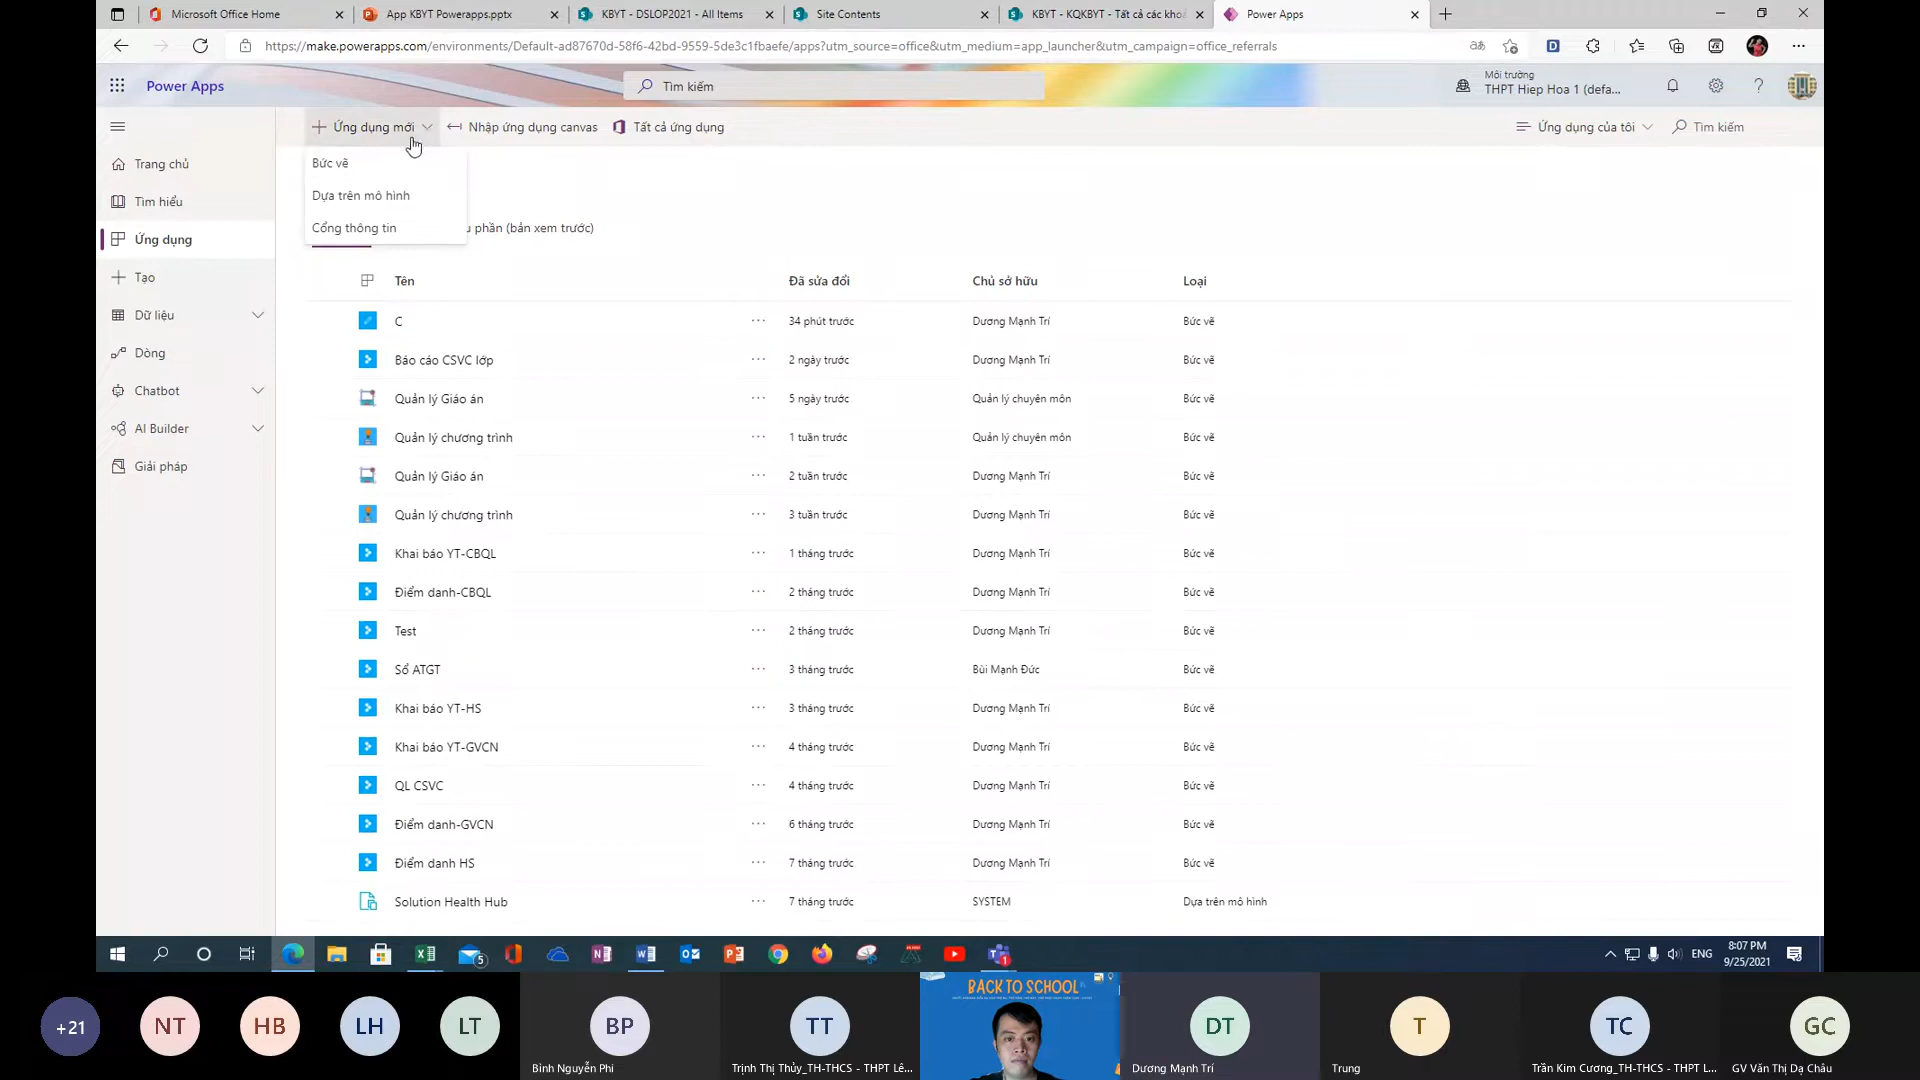 Microsoft Office Home
App KBYT Powerapps.pptx
KBYT - DSLOP2021 - All Items
Site Contents
KBYT - KQKBYT - Tất cả các khoả
Power Apps
https://make.powerapps.com/environments/Default-ad87670d-58f6-42bd-9559-5de3c1fbaefe/apps?utm_source=office&utm_medium=app_launcher&utm_campaign=office_referrals
Power Apps
Tìm kiếm
Môi trường
THPT Hiep Hoa 1 (defa...
Ứng dụng mới
Nhập ứng dụng canvas
Tất cả ứng dụng
Ứng dụng của tôi
Tìm kiếm
Trang chủ
Tìm hiểu
Ứng dụng
Tạo
Dữ liệu
Dòng
Chatbot
AI Builder
Giải pháp
Bức vẽ
Dựa trên mô hình
Cổng thông tin
phần (bản xem trước)
Tên Đã sửa đổi Chủ sở hữu Loại
C ··· 34 phút trước Dương Mạnh Trí Bức vẽ
Báo cáo CSVC lớp ··· 2 ngày trước Dương Mạnh Trí Bức vẽ
Quản lý Giáo án ··· 5 ngày trước Quản lý chuyên môn Bức vẽ
Quản lý chương trình ··· 1 tuần trước Quản lý chuyên môn Bức vẽ
Quản lý Giáo án ··· 2 tuần trước Dương Mạnh Trí Bức vẽ
Quản lý chương trình ··· 3 tuần trước Dương Mạnh Trí Bức vẽ
Khai báo YT-CBQL ··· 1 tháng trước Dương Mạnh Trí Bức vẽ
Điểm danh-CBQL ··· 2 tháng trước Dương Mạnh Trí Bức vẽ
Test ··· 2 tháng trước Dương Mạnh Trí Bức vẽ
Sổ ATGT ··· 3 tháng trước Bùi Mạnh Đức Bức vẽ
Khai báo YT-HS ··· 3 tháng trước Dương Mạnh Trí Bức vẽ
Khai báo YT-GVCN ··· 4 tháng trước Dương Mạnh Trí Bức vẽ
QL CSVC ··· 4 tháng trước Dương Mạnh Trí Bức vẽ
Điểm danh-GVCN ··· 6 tháng trước Dương Mạnh Trí Bức vẽ
Điểm danh HS ··· 7 tháng trước Dương Mạnh Trí Bức vẽ
Solution Health Hub ··· 7 tháng trước SYSTEM Dựa trên mô hình
5
1
ENG
8:07 PM
9/25/2021
+21
NT
HB
LH
LT
BP
Bình Nguyễn Phi
TT
Trịnh Thị Thủy_TH-THCS - THPT Lê...
BACK TO SCHOOL
DT
Dương Mạnh Trí
T
Trung
TC
Trần Kim Cương_TH-THCS - THPT L...
GC
GV Văn Thị Dạ Châu